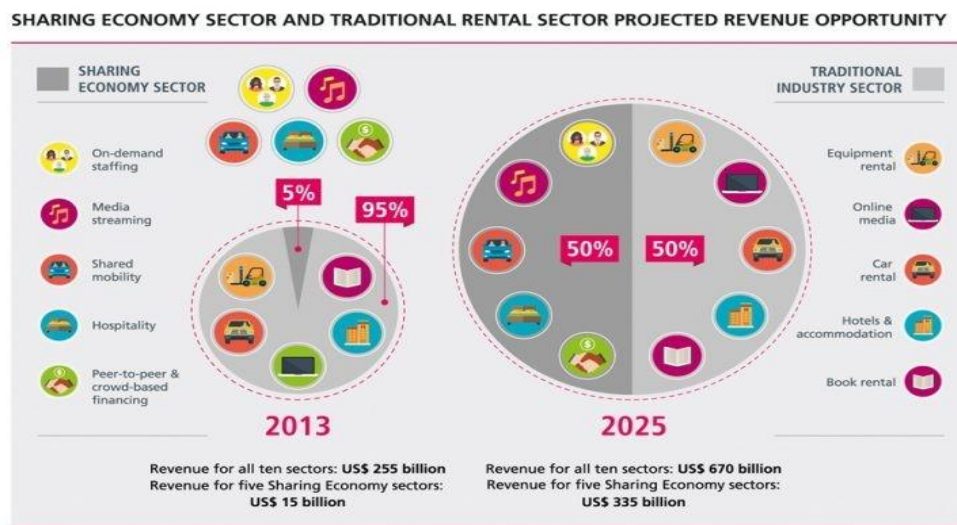 SHARING ECONOMY SECTOR AND TRADITIONAL RENTAL SECTOR PROJECTED REVENUE OPPORTUNITY
SHARING
ECONOMY SECTOR
On-demand
staffing
Media
streaming
Shared
mobility
Hospitality
Peer-to-peer &
crowd-based
financing
5%
95%
2013
50%
50%
2025
TRADITIONAL
INDUSTRY SECTOR
Equipment
rental
Online
media
Car
rental
Hotels &
accommodation
Book rental
Revenue for all ten sectors: US$ 255 billion
Revenue for five Sharing Economy sectors:
US$ 15 billion
Revenue for all ten sectors: US$ 670 billion
Revenue for five Sharing Economy sectors:
US$ 335 billion